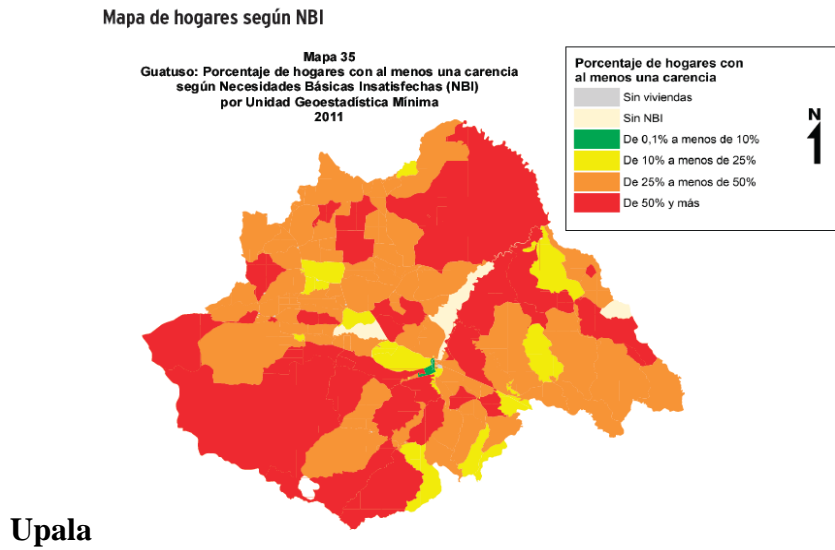 Mapa de hogares según NBI
Mapa 35
Guatuso: Porcentaje de hogares con al menos una carencia
según Necesidades Básicas Insatisfechas (NBI)
por Unidad Geoestadística Mínima
2011
Porcentaje de hogares con
al menos una carencia
Sin viviendas
Sin NBI
De 0,1% a menos de 10%
De 10% a menos de 25%
De 25% a menos de 50%
De 50% y más
N
Upala